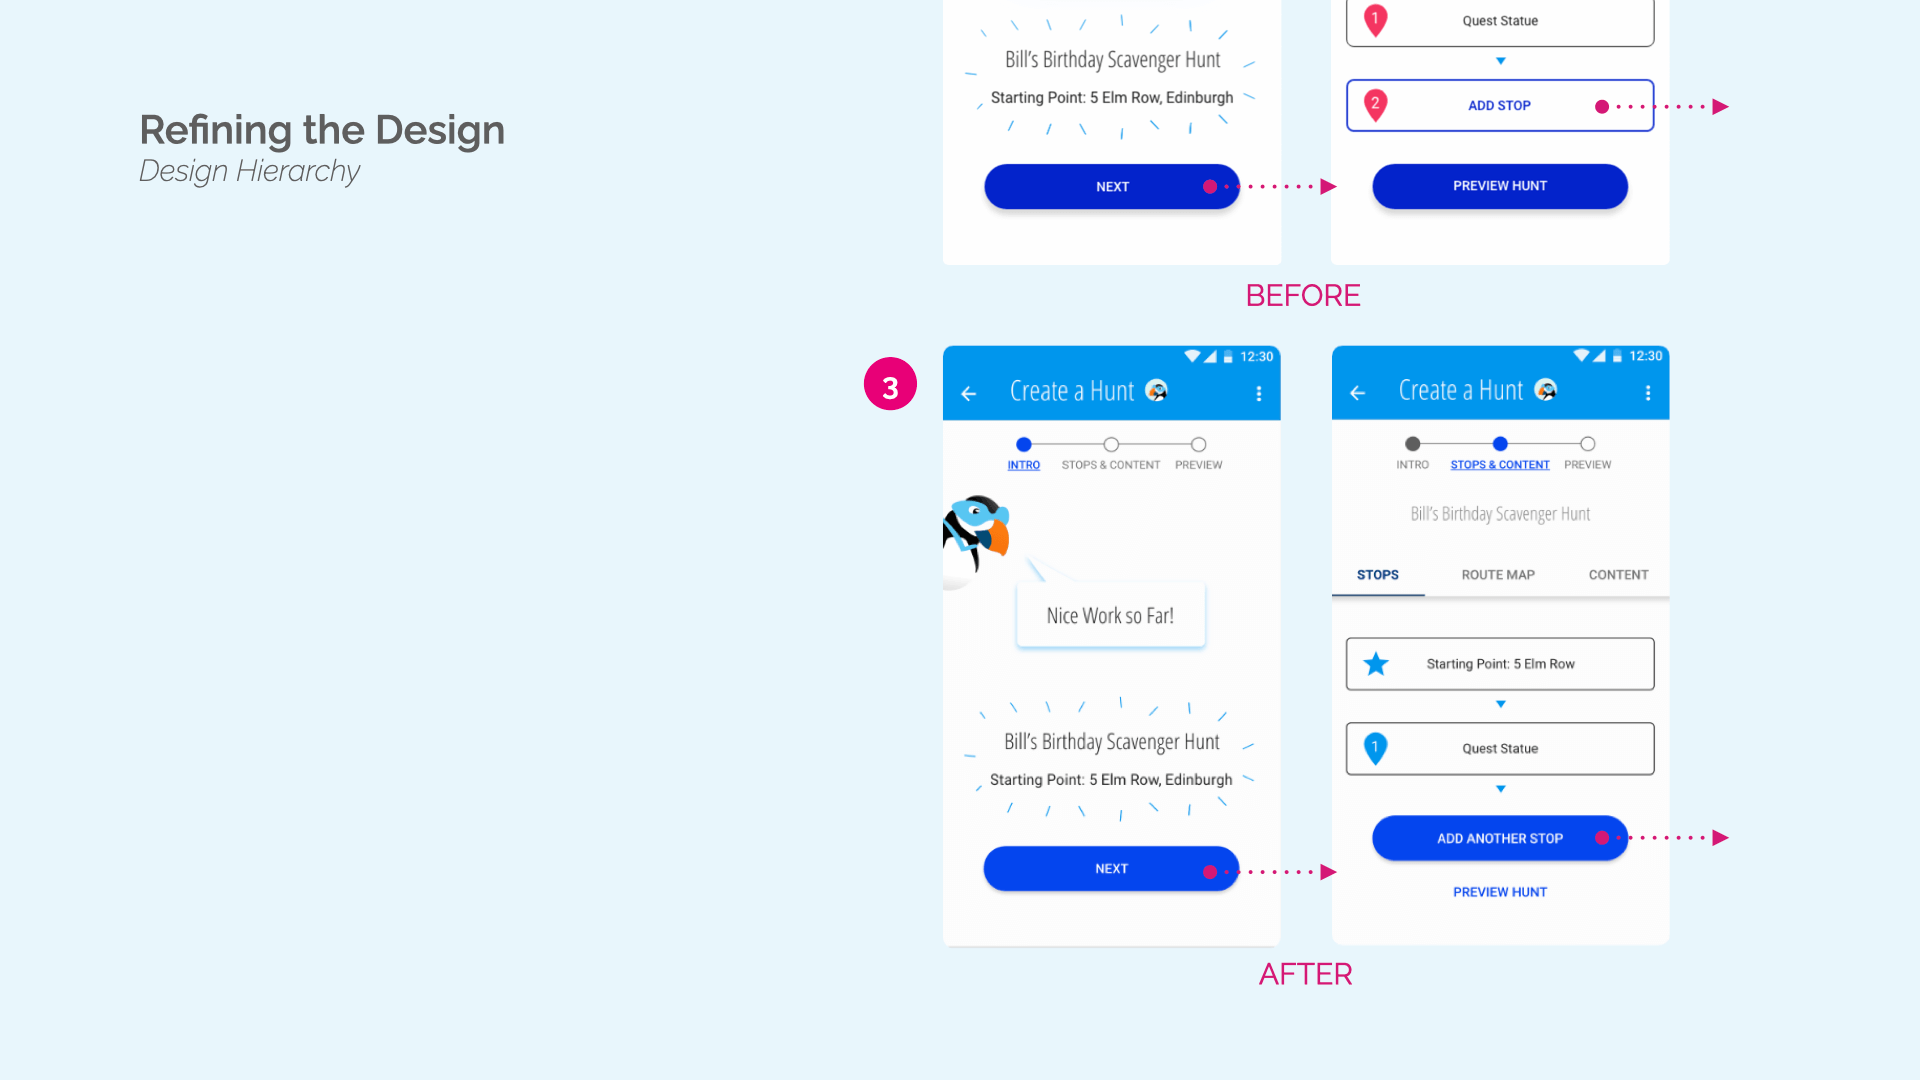 Refining the Design
Design Hierarchy
Bill's Birthday Scavenger Hunt
Starting Point: 5 Elm Row, Edinburgh
NEXT
1
Quest Statue
2
ADD STOP
PREVIEW HUNT
BEFORE
3
12:30
Create a Hunt
INTRO
STOPS & CONTENT
PREVIEW
Nice Work so Far!
Bill's Birthday Scavenger Hunt
Starting Point: 5 Elm Row, Edinburgh
NEXT
12:30
Create a Hunt
INTRO
STOPS & CONTENT
PREVIEW
Bill's Birthday Scavenger Hunt
STOPS
ROUTE MAP
CONTENT
Starting Point: 5 Elm Row
1
Quest Statue
ADD ANOTHER STOP
PREVIEW HUNT
AFTER